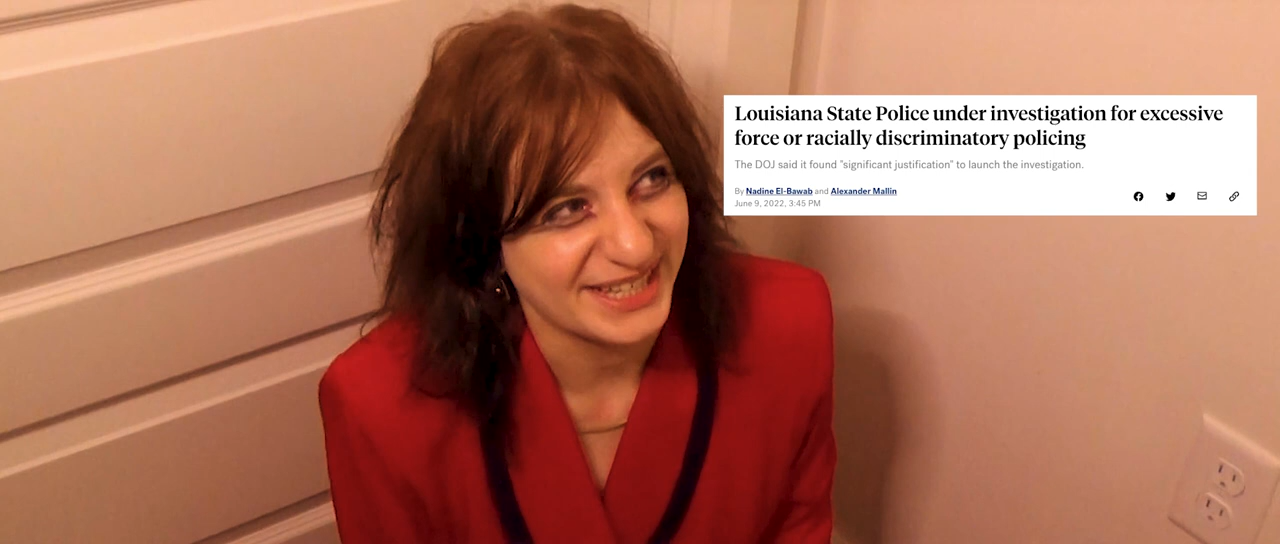 Louisiana State Police under investigation for excessive
force or racially discriminatory policing
The DOJ said it found "significant justification" to launch the investigation.
By Nadine El-Bawab and Alexander Mallin
June 9, 2022, 3:45 PM